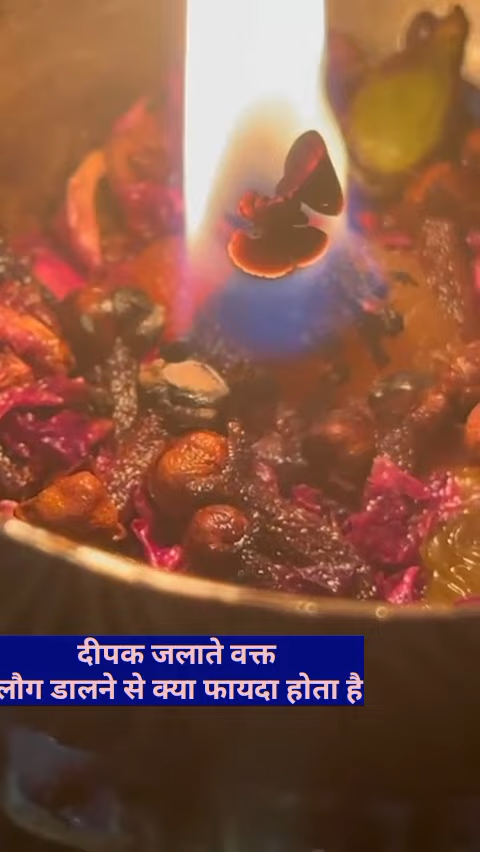 दीपक जलाते वक्त
लौग डालने से क्या फायदा होता है